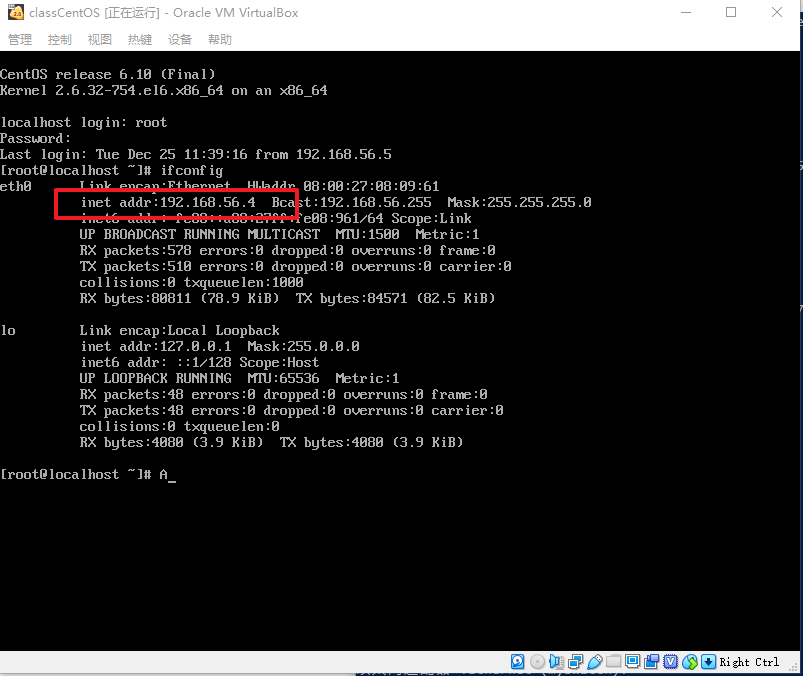 classCentOS [正在运行] - Oracle VM VirtualBox
管理 控制 视图 热键 设备 帮助
CentOS release 6.10 (Final)
Kernel 2.6.32-754.el6.x86_64 on an x86_64
localhost login: root
Password:
Last login: Tue Dec 25 11:39:16 from 192.168.56.5
[root@localhost ~]# ifconfig
eth0 Link encap:Ethernet HWaddr 08:00:27:08:09:61
inet addr:192.168.56.4 Bcast:192.168.56.255 Mask:255.255.255.0
inet6 addr: fe80::a00:27ff:fe08:961/64 Scope:Link
UP BROADCAST RUNNING MULTICAST MTU:1500 Metric:1
RX packets:578 errors:0 dropped:0 overruns:0 frame:0
TX packets:510 errors:0 dropped:0 overruns:0 carrier:0
collisions:0 txqueuelen:1000
RX bytes:80811 (78.9 KiB) TX bytes:84571 (82.5 KiB)
lo Link encap:Local Loopback
inet addr:127.0.0.1 Mask:255.0.0.0
inet6 addr: ::1/128 Scope:Host
UP LOOPBACK RUNNING MTU:65536 Metric:1
RX packets:48 errors:0 dropped:0 overruns:0 frame:0
TX packets:48 errors:0 dropped:0 overruns:0 carrier:0
collisions:0 txqueuelen:0
RX bytes:4080 (3.9 KiB) TX bytes:4080 (3.9 KiB)
[root@localhost ~]# A_
Right Ctrl